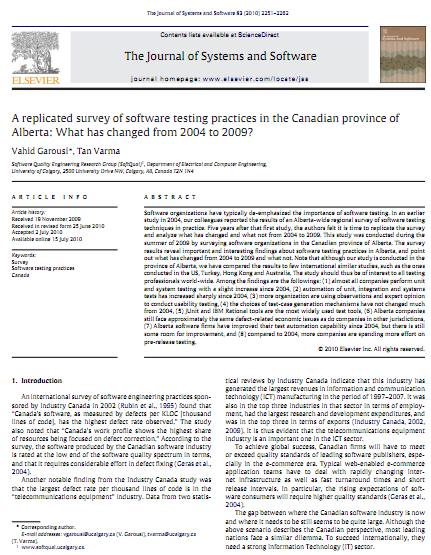 The Journal of Systems and Software 83 (2010) 2251–2262
Contents lists available at ScienceDirect
The Journal of Systems and Software
journal homepage: www.elsevier.com/locate/jss
ELSEVIER
A replicated survey of software testing practices in the Canadian province of
Alberta: What has changed from 2004 to 2009?
Vahid Garousi*, Tan Varma
Software Quality Engineering Research Group (SoftQual)¹, Department of Electrical and Computer Engineering,
University of Calgary, 2500 University Drive NW, Calgary, AB, Canada T2N 1N4
ARTICLE INFO
Article history:
Received 19 November 2009
Received in revised form 25 June 2010
Accepted 2 July 2010
Available online 15 July 2010
Keywords:
Survey
Software testing practices
Canada
ABSTRACT
Software organizations have typically de-emphasized the importance of software testing. In an earlier
study in 2004, our colleagues reported the results of an Alberta-wide regional survey of software testing
techniques in practice. Five years after that first study, the authors felt it is time to replicate the survey
and analyze what has changed and what not from 2004 to 2009. This study was conducted during the
summer of 2009 by surveying software organizations in the Canadian province of Alberta. The survey
results reveal important and interesting findings about software testing practices in Alberta, and point
out what has changed from 2004 to 2009 and what not. Note that although our study is conducted in the
province of Alberta, we have compared the results to few international similar studies, such as the ones
conducted in the US, Turkey, Hong Kong and Australia. The study should thus be of interest to all testing
professionals world-wide. Among the findings are the followings: (1) almost all companies perform unit
and system testing with a slight increase since 2004, (2) automation of unit, integration and systems
tests has increased sharply since 2004, (3) more organization are using observations and expert opinion
to conduct usability testing, (4) the choices of test-case generation mechanisms have not changed much
from 2004, (5) JUnit and IBM Rational tools are the most widely used test tools, (6) Alberta companies
still face approximately the same defect-related economic issues as do companies in other jurisdictions,
(7) Alberta software firms have improved their test automation capability since 2004, but there is still
some room for improvement, and (8) compared to 2004, more companies are spending more effort on
pre-release testing.
© 2010 Elsevier Inc. All rights reserved.
1. Introduction
An international survey of software engineering practices spon-
sored by Industry Canada in 2002 (Rubin et al., 1995) found that
"Canada's software, as measured by defects per KLOC [thousand
lines of code], has the highest defect rate observed." The study
also noted that "Canada's work profile shows the highest share
of resources being focused on defect correction." According to the
survey, the software produced by the Canadian software industry
is rated at the low end of the software quality spectrum in terms,
and that it requires considerable effort in defect fixing (Geras et al.,
2004).
Another notable finding the Industry Canada study was
that the largest defect rate per thousand lines of code is in the
"telecommunications equipment" industry. Data from two statis-
* Corresponding author.
E-mail addresses: vgarousi@ucalgary.ca (V. Garousi), tvarma@ucalgary.ca
(T. Varma).
¹ www.softqual.ucalgary.ca.
tical reviews by Industry Canada indicate that this industry has
generated the largest revenues in information and communication
technology (ICT) manufacturing in the period of 1997–2007. It was
also in the top three industries in that sector in terms of employ-
ment, had the largest research and development expenditures, and
was in the top three in terms of exports (Industry Canada, 2002,
2009). It is thus evident that the telecommunications equipment
industry is an important one in the ICT sector.
To achieve global success, Canadian firms will have to meet
or exceed quality standards of leading software publishers, espe-
cially in the e-commerce era. Typical web-enabled e-commerce
application teams have to deal with rapidly changing Inter-
net infrastructure as well as fast turnaround times and short
release intervals. In particular, the rising expectations of soft-
ware consumers will require higher quality standards (Geras et al.,
2004).
The gap between where the Canadian software industry is now
and where it needs to be still seems to be quite large. Although the
above scenario describes the Canadian perspective, most leading
nations face a similar dilemma. To succeed internationally, they
need a strong Information Technology (IT) sector.